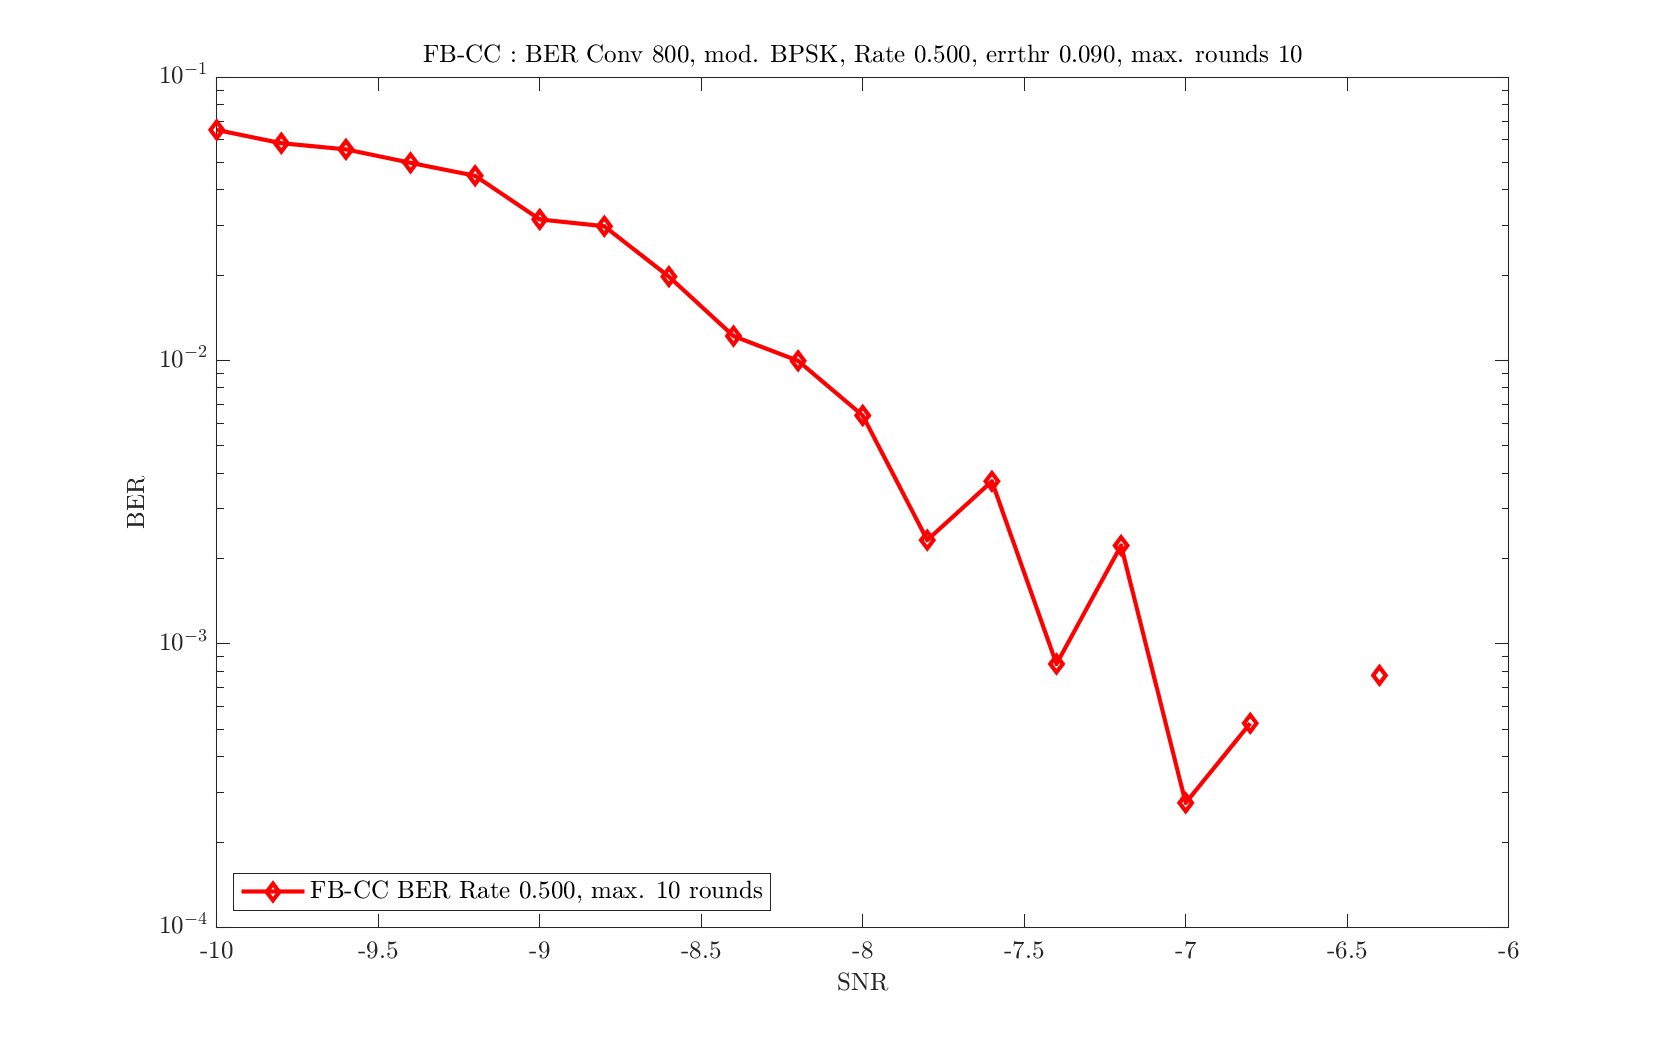 FB-CC : BER Conv 800, mod. BPSK, Rate 0.500, errthr 0.090, max. rounds 10
10^{-1}
10^{-2}
10^{-3}
10^{-4}
BER
FB-CC BER Rate 0.500, max. 10 rounds
-10 -9.5 -9 -8.5 -8 -7.5 -7 -6.5 -6
SNR